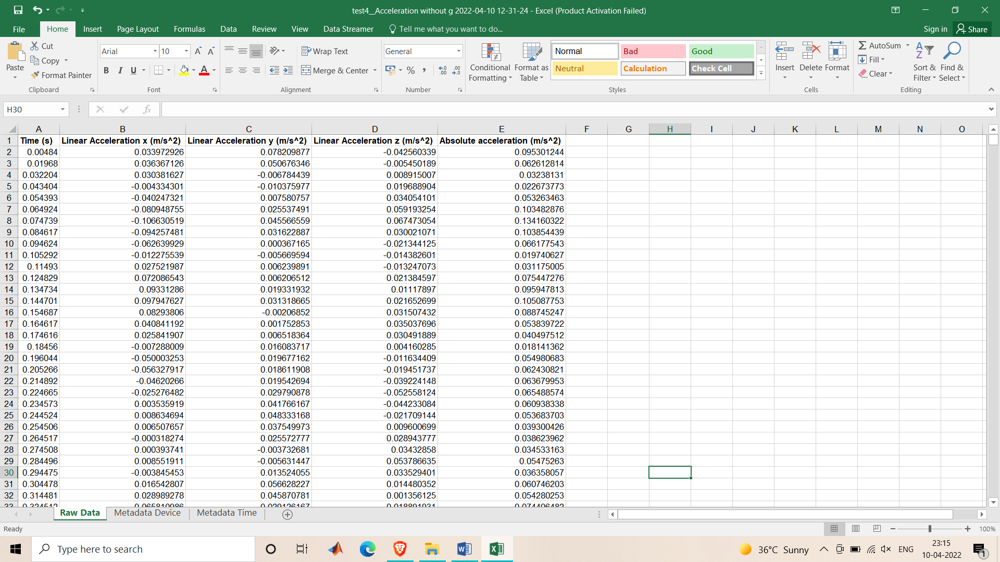 test4__Acceleration without g 2022-04-10 12-31-24 - Excel (Product Activation Failed)
File Home Insert Page Layout Formulas Data Review View Data Streamer Tell me what you want to do... Sign in Share
Paste
Cut
Copy
Format Painter
Clipboard
Arial 10
B I U
Font
Wrap Text
Merge & Center
Alignment
General
% ,
Number
Conditional Formatting
Format as Table
Normal Bad Good
Neutral Calculation Check Cell
Styles
Insert Delete Format
Cells
AutoSum
Fill
Clear
Sort & Filter
Find & Select
Editing
H30 fx
A B C D E F G H I J K L M N O
1 Time (s) Linear Acceleration x (m/s^2) Linear Acceleration y (m/s^2) Linear Acceleration z (m/s^2) Absolute acceleration (m/s^2)
2 0.00484 0.033972926 0.078209877 -0.042560339 0.095301244
3 0.01968 0.036367126 0.050676346 -0.005450189 0.062612814
4 0.032204 0.030381627 -0.006784439 0.008915007 0.03238131
5 0.043404 -0.004334301 -0.010375977 0.019688904 0.022673773
6 0.054393 -0.040247321 0.007580757 0.034054101 0.053263463
7 0.064924 -0.080948755 0.025537491 0.059193254 0.103482876
8 0.074739 -0.106630519 0.045566559 0.067473054 0.134160322
9 0.084617 -0.094257481 0.031622887 0.030021071 0.103854439
10 0.094624 -0.062639929 0.000367165 -0.021344125 0.066177543
11 0.105292 -0.012275539 -0.005669594 -0.014382601 0.019740627
12 0.11493 0.027521987 0.006239891 -0.013247073 0.031175005
13 0.124829 0.072086543 0.006206512 0.021384597 0.075447276
14 0.134734 0.09331286 0.019331932 0.01117897 0.095947813
15 0.144701 0.097947627 0.031318665 0.021652699 0.105087753
16 0.154687 0.08293806 -0.00206852 0.031507432 0.088745247
17 0.164617 0.040841192 0.001752853 0.035037696 0.053839722
18 0.174616 0.025841907 0.006518364 0.030491889 0.040497512
19 0.18456 -0.007288009 0.016083717 0.004160285 0.018141362
20 0.196044 -0.050003253 0.019677162 -0.011634409 0.054980683
21 0.205266 -0.056327917 0.018611908 -0.019451737 0.062430821
22 0.214892 -0.04620266 0.019542694 -0.039224148 0.063679953
23 0.224665 -0.025276482 0.029790878 -0.052558124 0.065488574
24 0.234573 0.003535919 0.041766167 -0.044233084 0.060938338
25 0.244524 0.008634694 0.048333168 -0.021709144 0.053683703
26 0.254506 0.006507657 0.037549973 0.009600699 0.039300426
27 0.264517 -0.000318274 0.025572777 0.028943777 0.038623962
28 0.274508 0.000393741 -0.003732681 0.03432858 0.034533163
29 0.284496 0.008551911 -0.005631447 0.053786635 0.05475263
30 0.294475 -0.003845453 0.013524055 0.033529401 0.036358057
31 0.304478 0.016542807 0.056628227 0.014480352 0.060746203
32 0.314481 0.028989278 0.045870781 0.001356125 0.054280253
Raw Data Metadata Device Metadata Time
Ready 100%
Type here to search 36°C Sunny ENG 23:15
10-04-2022 1